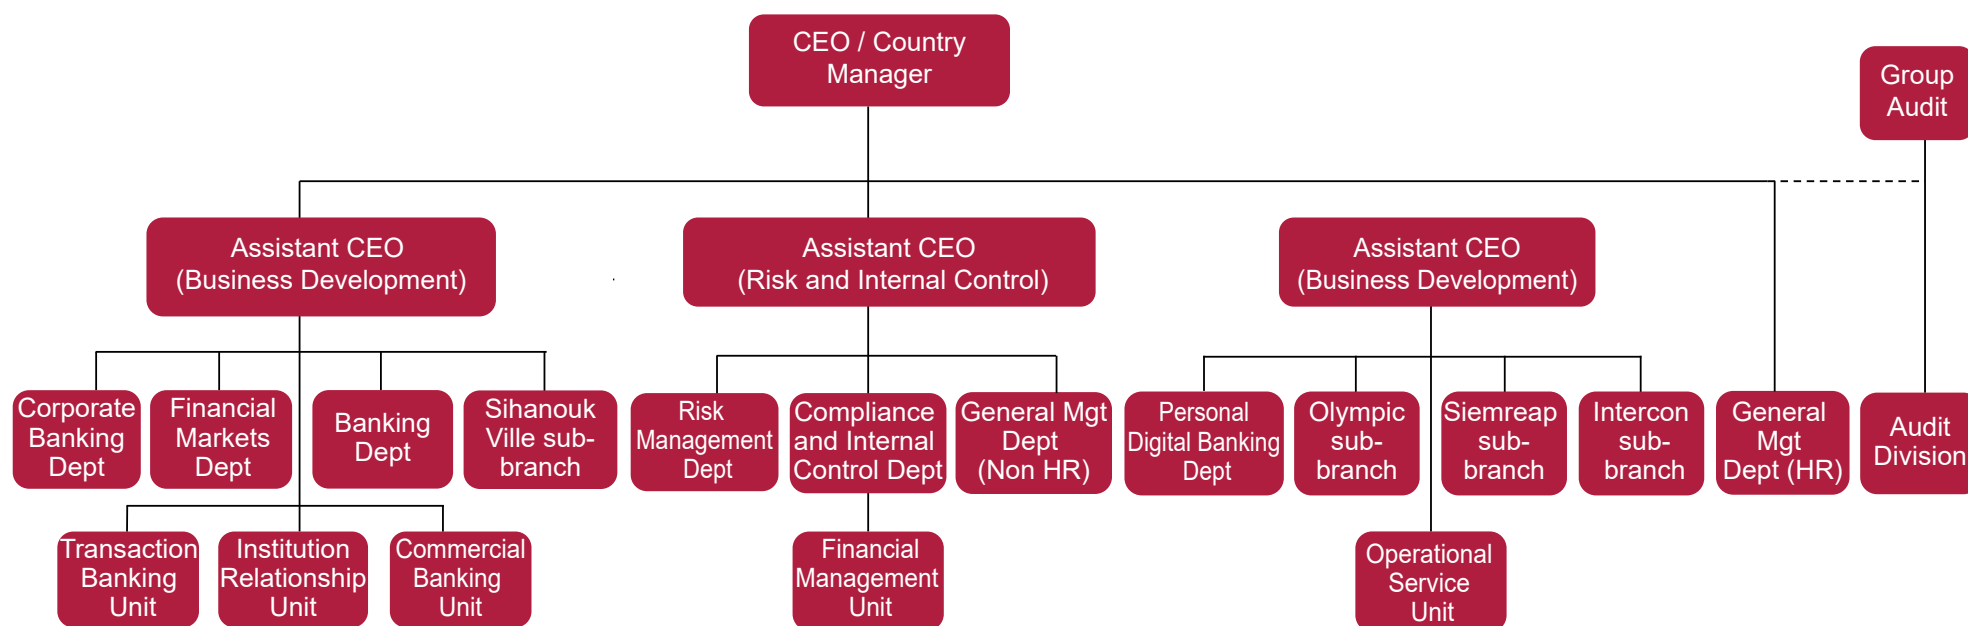 CEO / Country
Manager
Group
Audit
Assistant CEO
(Business Development)
Assistant CEO
(Risk and Internal Control)
Assistant CEO
(Business Development)
Corporate
Banking
Dept
Financial
Markets
Dept
Banking
Dept
Sihanouk
Ville sub-
branch
Risk
Management
Dept
Compliance
and Internal
Control Dept
General Mgt
Dept
(Non HR)
Personal
Digital Banking
Dept
Olympic
sub-
branch
Siemreap
sub-
branch
Intercon
sub-
branch
General
Mgt
Dept (HR)
Audit
Division
Transaction
Banking
Unit
Institution
Relationship
Unit
Commercial
Banking
Unit
Financial
Management
Unit
Operational
Service
Unit